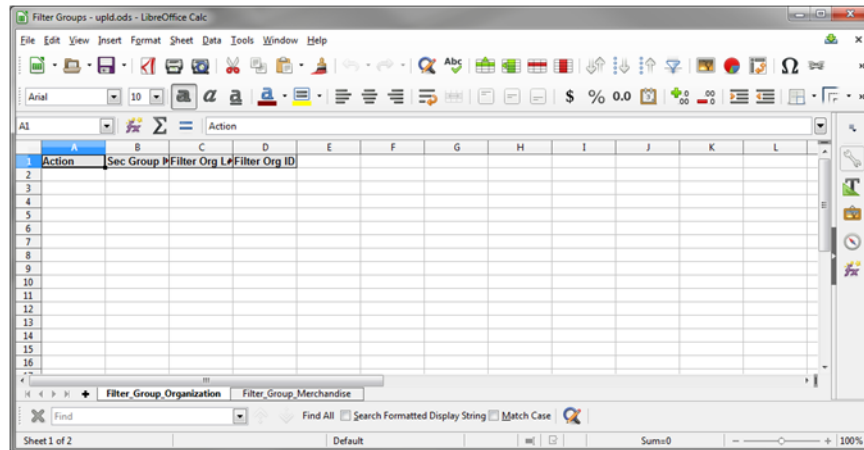 Filter Groups - upld.ods - LibreOffice Calc
File Edit View Insert Format Sheet Data Tools Window Help
Abc
Arial 10 a a a a $ % 0.0
A1 Σ = Action
A B C D E F G H I J K L
1 Action Sec Group Filter Org Filter Org ID
2
3
4
5
6
7
8
9
10
11
12
13
14
15
16
Filter_Group_Organization Filter_Group_Merchandise
Find Find All Search Formatted Display String Match Case
Sheet 1 of 2 Default Sum=0 100%